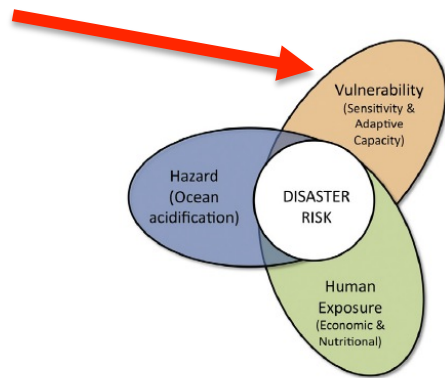 Vulnerability
(Sensitivity &
Adaptive
Capacity)
Hazard
(Ocean
acidification)
DISASTER
RISK
Human
Exposure
(Economic &
Nutritional)